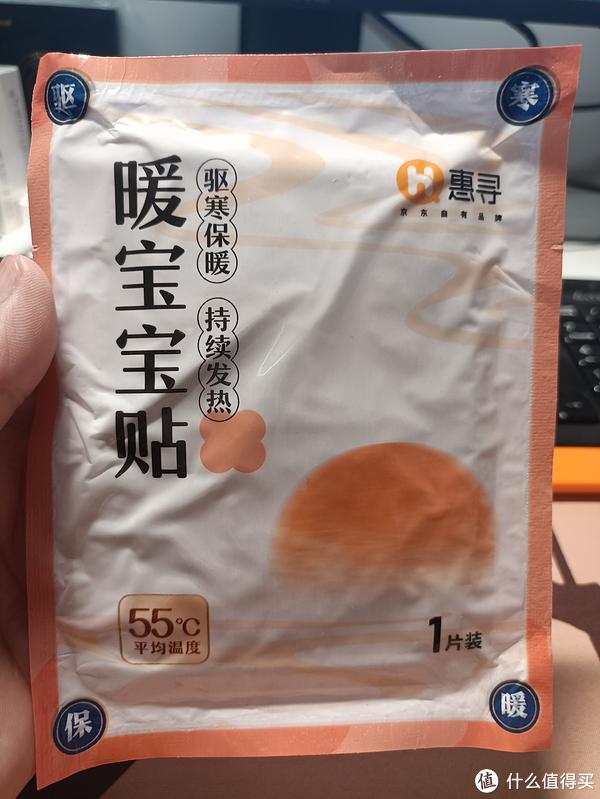 驱
寒
惠寻
京东自有品牌
暖宝宝贴
驱寒保暖 持续发热
55℃
平均温度
1片装
保
暖
值 什么值得买